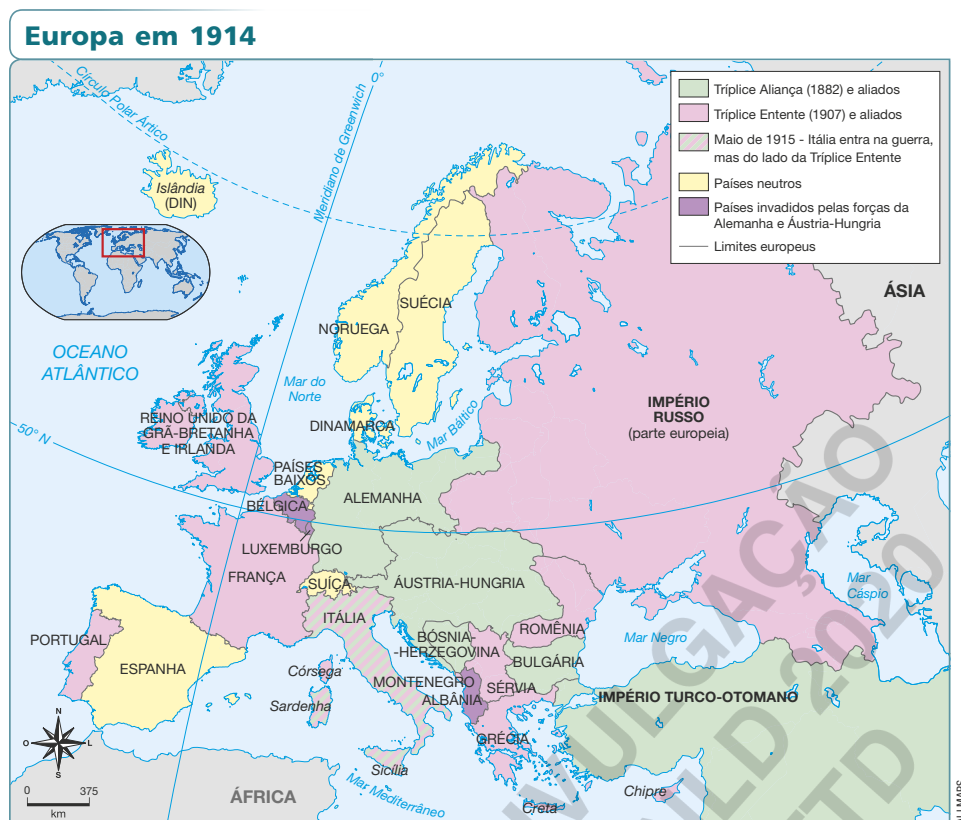 Europa em 1914
Círculo Polar Ártico
Meridiano de Greenwich
0°
Tríplice Aliança (1882) e aliados
Tríplice Entente (1907) e aliados
Maio de 1915 - Itália entra na guerra,
mas do lado da Tríplice Entente
Países neutros
Países invadidos pelas forças da
Alemanha e Áustria-Hungria
Limites europeus
Islândia
(DIN)
ÁSIA
SUÉCIA
NORUEGA
OCEANO
ATLÂNTICO
Mar do
Norte
IMPÉRIO
RUSSO
(parte europeia)
REINO UNIDO DA
GRÃ-BRETANHA
E IRLANDA
DINAMARCA
Mar Báltico
50° N
PAÍSES
BAIXOS
ALEMANHA
BÉLGICA
LUXEMBURGO
FRANÇA
SUÍÇA
ÁUSTRIA-HUNGRIA
Mar
Cáspio
ITÁLIA
ROMÊNIA
Mar Negro
BÓSNIA-
-HERZEGOVINA
PORTUGAL
ESPANHA
BULGÁRIA
Córsega
MONTENEGRO
SÉRVIA
ALBÂNIA
IMPÉRIO TURCO-OTOMANO
Sardenha
GRÉCIA
N
O
L
S
Sicília
Mar Mediterrâneo
Chipre
Creta
ÁFRICA
0
375
km
VULGAÇÃO
LD 2020
TD